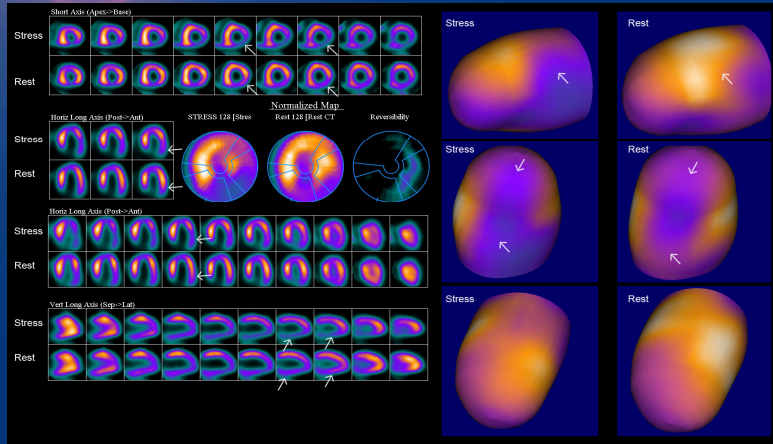 Short Axis (Apex->Base)
Stress
Rest
Horiz Long Axis (Post->Ant)
Stress
Rest
Normalized Map
STRESS 128 [Stres
Rest 128 [Rest CT
Reversibility
Horiz Long Axis (Post->Ant)
Stress
Rest
Vert Long Axis (Sep->Lat)
Stress
Rest
Stress
Rest
Stress
Rest
Stress
Rest